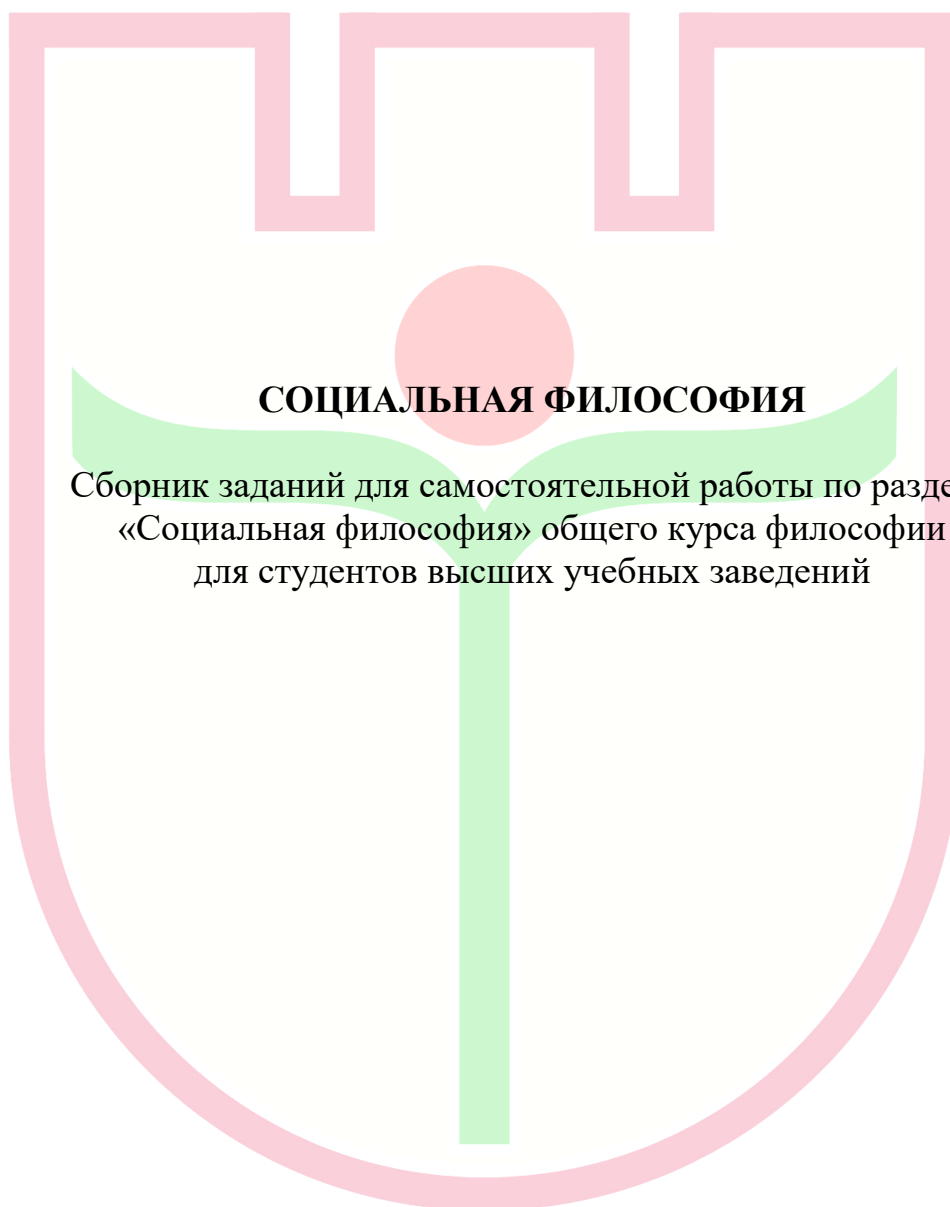 СОЦИАЛЬНАЯ ФИЛОСОФИЯ
Сборник заданий для самостоятельной работы по разде
«Социальная философия» общего курса философии
для студентов высших учебных заведений